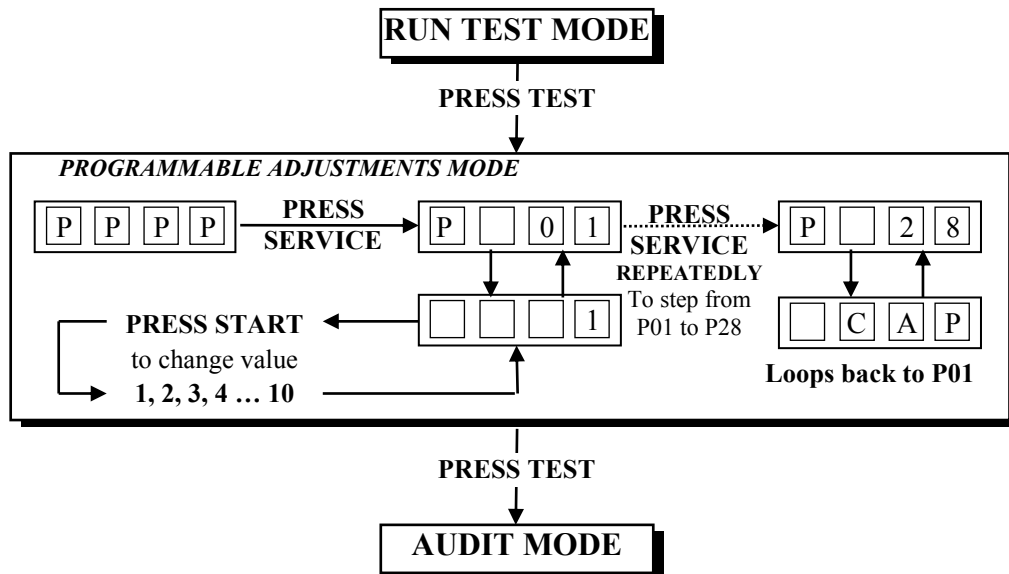 RUN TEST MODE
PRESS TEST
PROGRAMMABLE ADJUSTMENTS MODE
P P P P
PRESS
SERVICE
P 0 1
PRESS
SERVICE
REPEATEDLY
To step from
P01 to P28
P 2 8
PRESS START
to change value
1, 2, 3, 4 … 10
1
C A P
Loops back to P01
PRESS TEST
AUDIT MODE